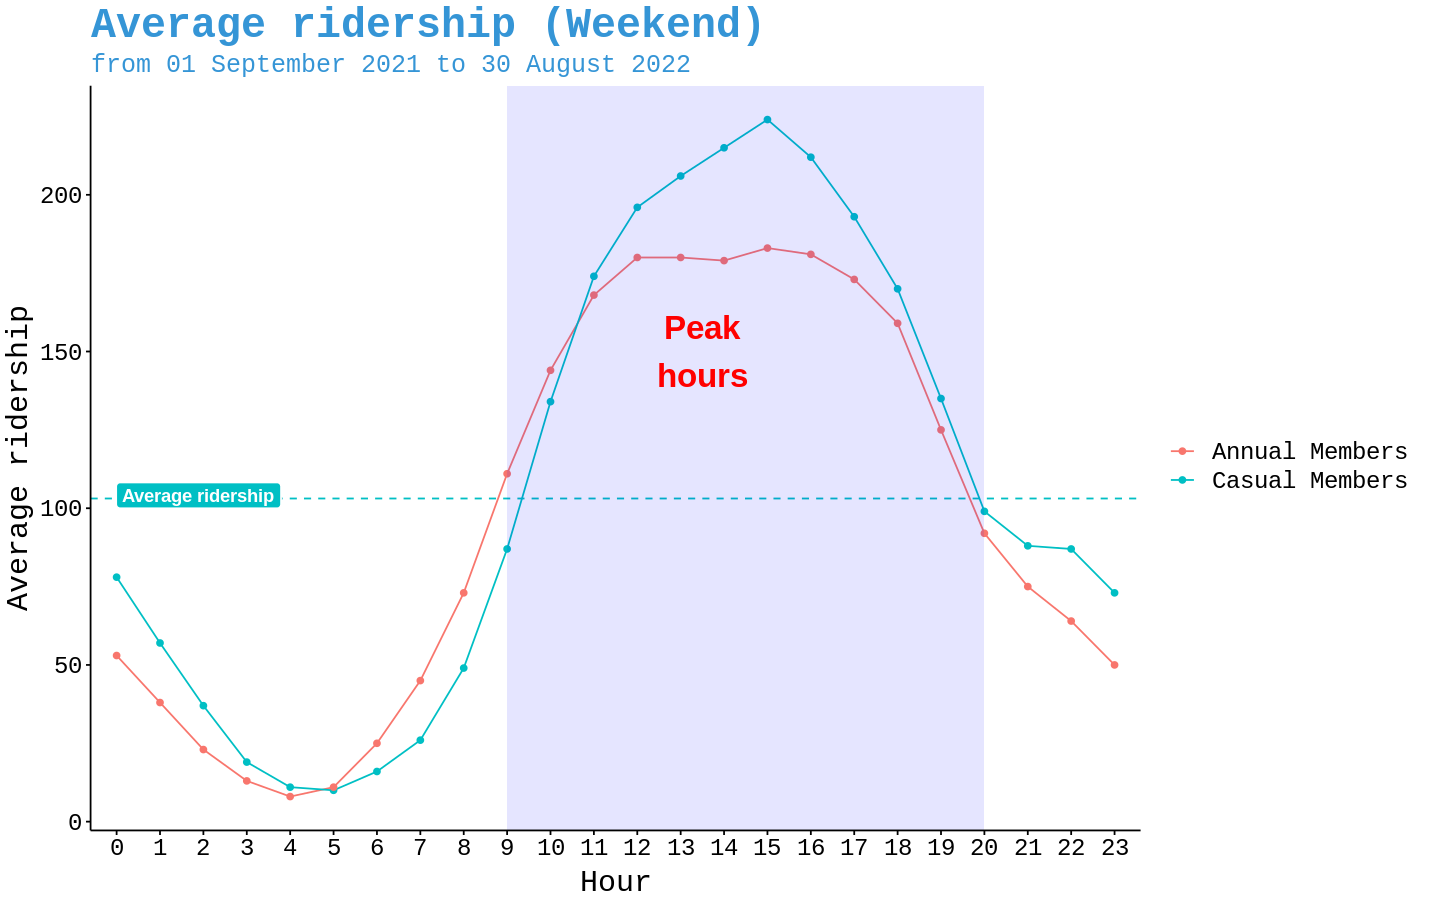 Average ridership (Weekend)
from 01 September 2021 to 30 August 2022
Average ridership
200
150
100
50
0
Average ridership
Peak
hours
0 1 2 3 4 5 6 7 8 9 10 11 12 13 14 15 16 17 18 19 20 21 22 23
Hour
Annual Members
Casual Members